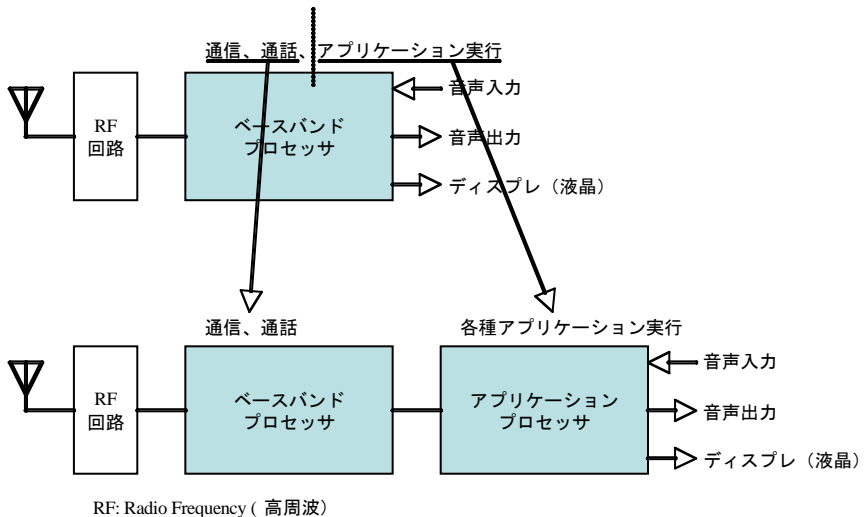 通信、通話、アプリケーション実行
RF
回路
ベースバンド
プロセッサ
音声入力
音声出力
ディスプレ（液晶）
通信、通話
各種アプリケーション実行
RF
回路
ベースバンド
プロセッサ
アプリケーション
プロセッサ
音声入力
音声出力
ディスプレ（液晶）
RF: Radio Frequency ( 高周波）